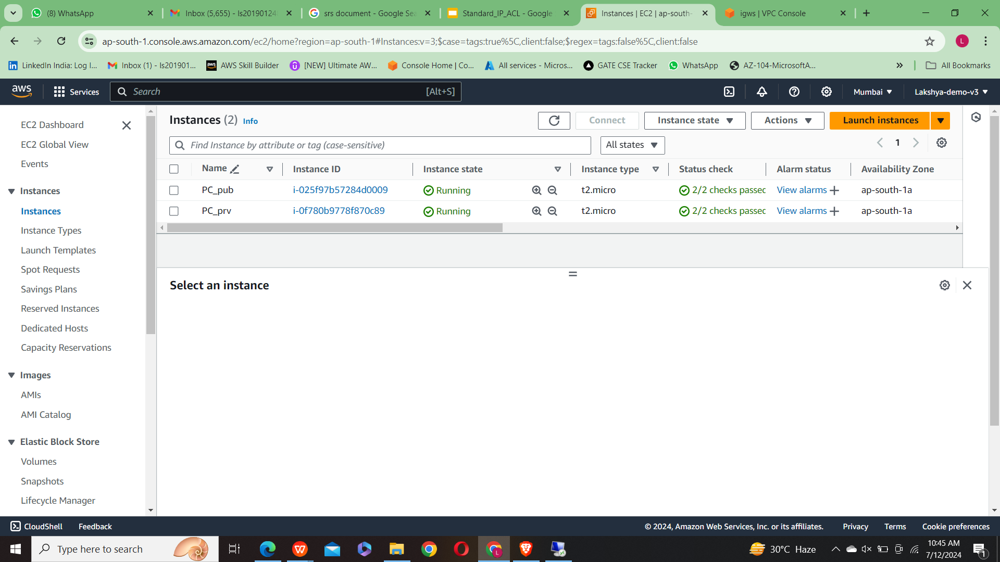 (8) WhatsApp
Inbox (5,655) - ls20190124
srs document - Google Sea
Standard_IP_ACL - Google
Instances | EC2 | ap-south-
igws | VPC Console
ap-south-1.console.aws.amazon.com/ec2/home?region=ap-south-1#Instances:v=3;$case=tags:true%5C,client:false;$regex=tags:false%5C,client:false
L
LinkedIn India: Log I...
Inbox (1) - ls201901...
AWS Skill Builder
[NEW] Ultimate AW...
Console Home | Co...
All services - Micros...
GATE CSE Tracker
WhatsApp
AZ-104-MicrosoftA...
All Bookmarks
aws
Services
Search
[Alt+S]
Mumbai
Lakshya-demo-v3
EC2 Dashboard
EC2 Global View
Events
Instances
Instances
Instance Types
Launch Templates
Spot Requests
Savings Plans
Reserved Instances
Dedicated Hosts
Capacity Reservations
Images
AMIs
AMI Catalog
Elastic Block Store
Volumes
Snapshots
Lifecycle Manager
Instances (2) Info
Connect
Instance state
Actions
Launch instances
Find Instance by attribute or tag (case-sensitive)
All states
1
Name Instance ID Instance state Instance type Status check Alarm status Availability Zone
PC_pub i-025f97b57284d0009 Running t2.micro 2/2 checks passec View alarms ap-south-1a
PC_prv i-0f780b9778f870c89 Running t2.micro 2/2 checks passec View alarms ap-south-1a
Select an instance
CloudShell
Feedback
© 2024, Amazon Web Services, Inc. or its affiliates.
Privacy
Terms
Cookie preferences
Type here to search
30°C Haze
10:45 AM
7/12/2024
1